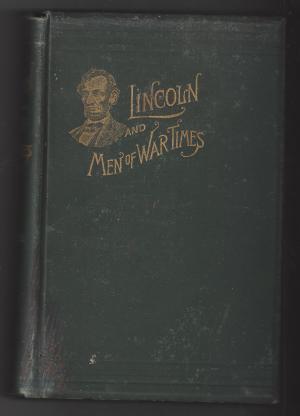 LINCOLN
AND
MEN OF WAR TIMES